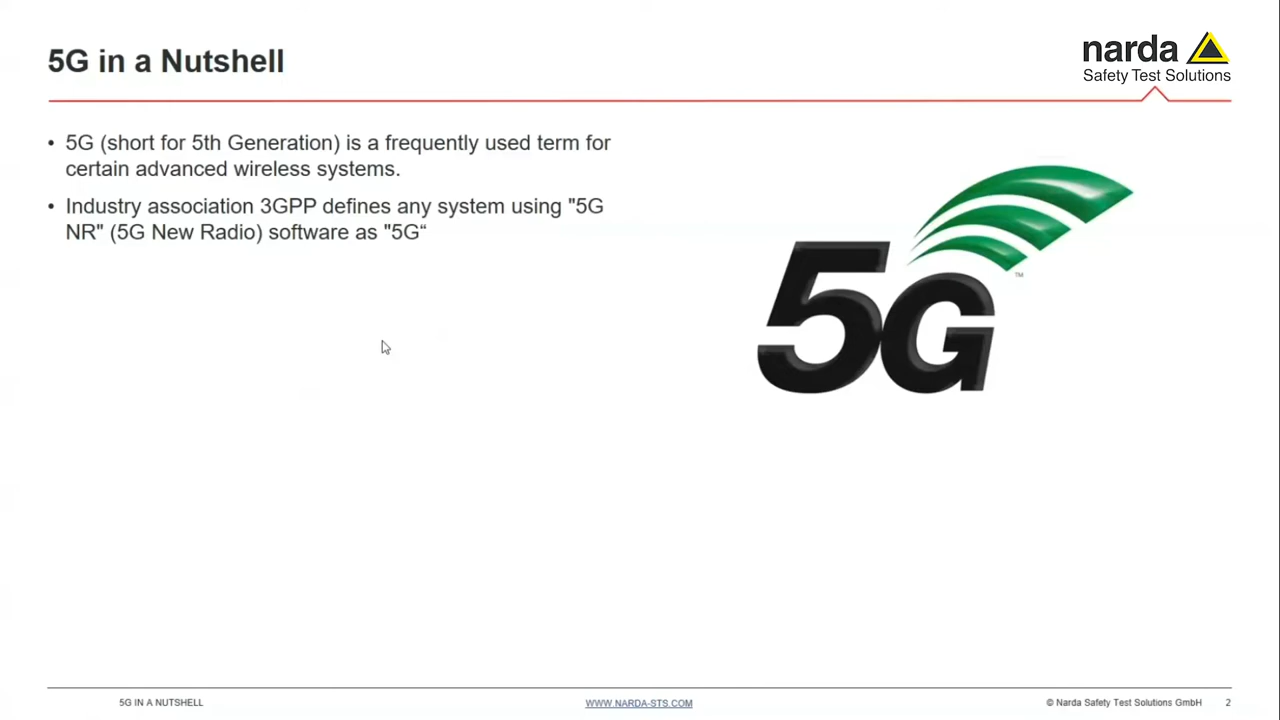 5G in a Nutshell
narda
Safety Test Solutions
• 5G (short for 5th Generation) is a frequently used term for
certain advanced wireless systems.
• Industry association 3GPP defines any system using "5G
NR" (5G New Radio) software as "5G“
5G
™
5G IN A NUTSHELL
WWW.NARDA-STS.COM
© Narda Safety Test Solutions GmbH
2